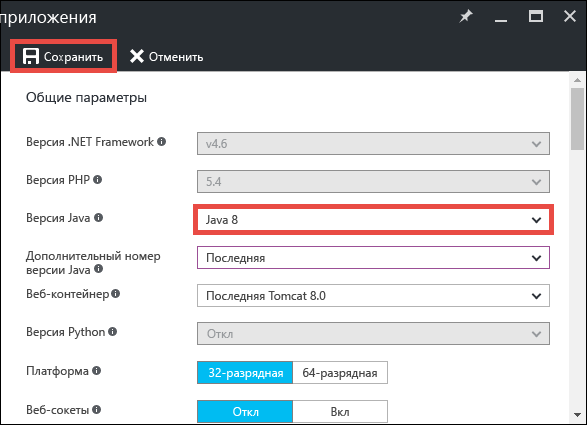 приложения
Сохранить
Отменить
Общие параметры
Версия .NET Framework
v4.6
Версия PHP
5.4
Версия Java
Java 8
Дополнительный номер
версии Java
Последняя
Веб-контейнер
Последняя Tomcat 8.0
Версия Python
Откл
Платформа
32-разрядная
64-разрядная
Веб-сокеты
Откл
Вкл